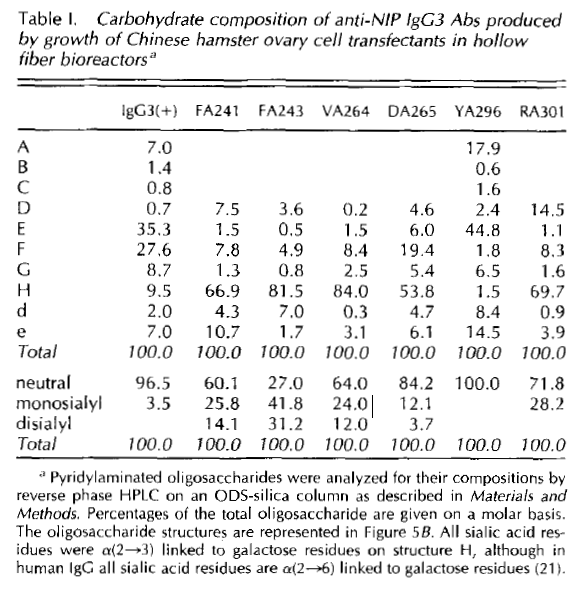 Table I. Carbohydrate composition of anti-NIP IgG3 Abs produced
by growth of Chinese hamster ovary cell transfectants in hollow
fiber bioreactors a
IgG3(+) FA241 FA243 VA264 DA265 YA296 RA301
A 7.0 17.9
B 1.4 0.6
C 0.8 1.6
D 0.7 7.5 3.6 0.2 4.6 2.4 14.5
E 35.3 1.5 0.5 1.5 6.0 44.8 1.1
F 27.6 7.8 4.9 8.4 19.4 1.8 8.3
G 8.7 1.3 0.8 2.5 5.4 6.5 1.6
H 9.5 66.9 81.5 84.0 53.8 1.5 69.7
d 2.0 4.3 7.0 0.3 4.7 8.4 0.9
e 7.0 10.7 1.7 3.1 6.1 14.5 3.9
Total 100.0 100.0 100.0 100.0 100.0 100.0 100.0
neutral 96.5 60.1 27.0 64.0 84.2 100.0 71.8
monosialyl 3.5 25.8 41.8 24.0 12.1 28.2
disialyl 14.1 31.2 12.0 3.7
Total 100.0 100.0 100.0 100.0 100.0 100.0 100.0
a Pyridylaminated oligosaccharides were analyzed for their compositions by
reverse phase HPLC on an ODS-silica column as described in Materials and
Methods. Percentages of the total oligosaccharide are given on a molar basis.
The oligosaccharide structures are represented in Figure 5B. All sialic acid res-
idues were α(2→3) linked to galactose residues on structure H, although in
human IgG all sialic acid residues are α(2→6) linked to galactose residues (21).